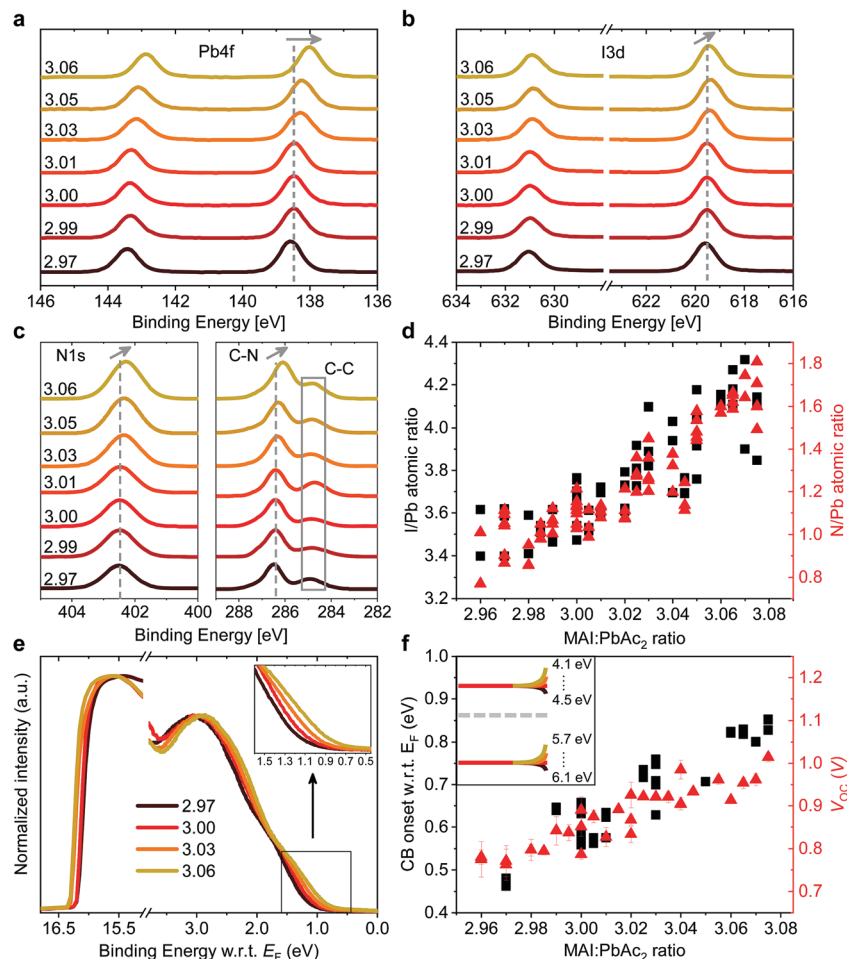 a
Pb4f
3.06
3.05
3.03
3.01
3.00
2.99
2.97
146 144 142 140 138 136
Binding Energy [eV]
b
I3d
3.06
3.05
3.03
3.01
3.00
2.99
2.97
634 630 622 620 618 616
Binding Energy [eV]
c
N1s
C-N
C-C
3.06
3.05
3.03
3.01
3.00
2.99
2.97
404 402 400 288 286 284 282
Binding Energy [eV]
d
I/Pb atomic ratio
4.4
4.2
4.0
3.8
3.6
3.4
3.2
1.8
1.6
1.4
1.2
1.0
0.8
N/Pb atomic ratio
2.96 2.98 3.00 3.02 3.04 3.06 3.08
MAI:PbAc2 ratio
e
Normalized intensity (a.u.)
1.5 1.3 1.1 0.9 0.7 0.5
2.97
3.00
3.03
3.06
16.5 15.5 3.0 2.0 1.0 0.0
Binding Energy w.r.t. EF (eV)
f
CB onset w.r.t. EF (eV)
1.0
0.9
0.8
0.7
0.6
0.5
0.4
4.1 eV
4.5 eV
5.7 eV
6.1 eV
1.2
1.1
1.0
0.9
0.8
0.7
VOC (V)
2.96 2.98 3.00 3.02 3.04 3.06 3.08
MAI:PbAc2 ratio